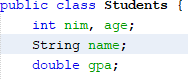 public class Students {
int nim, age;
String name;
double gpa;